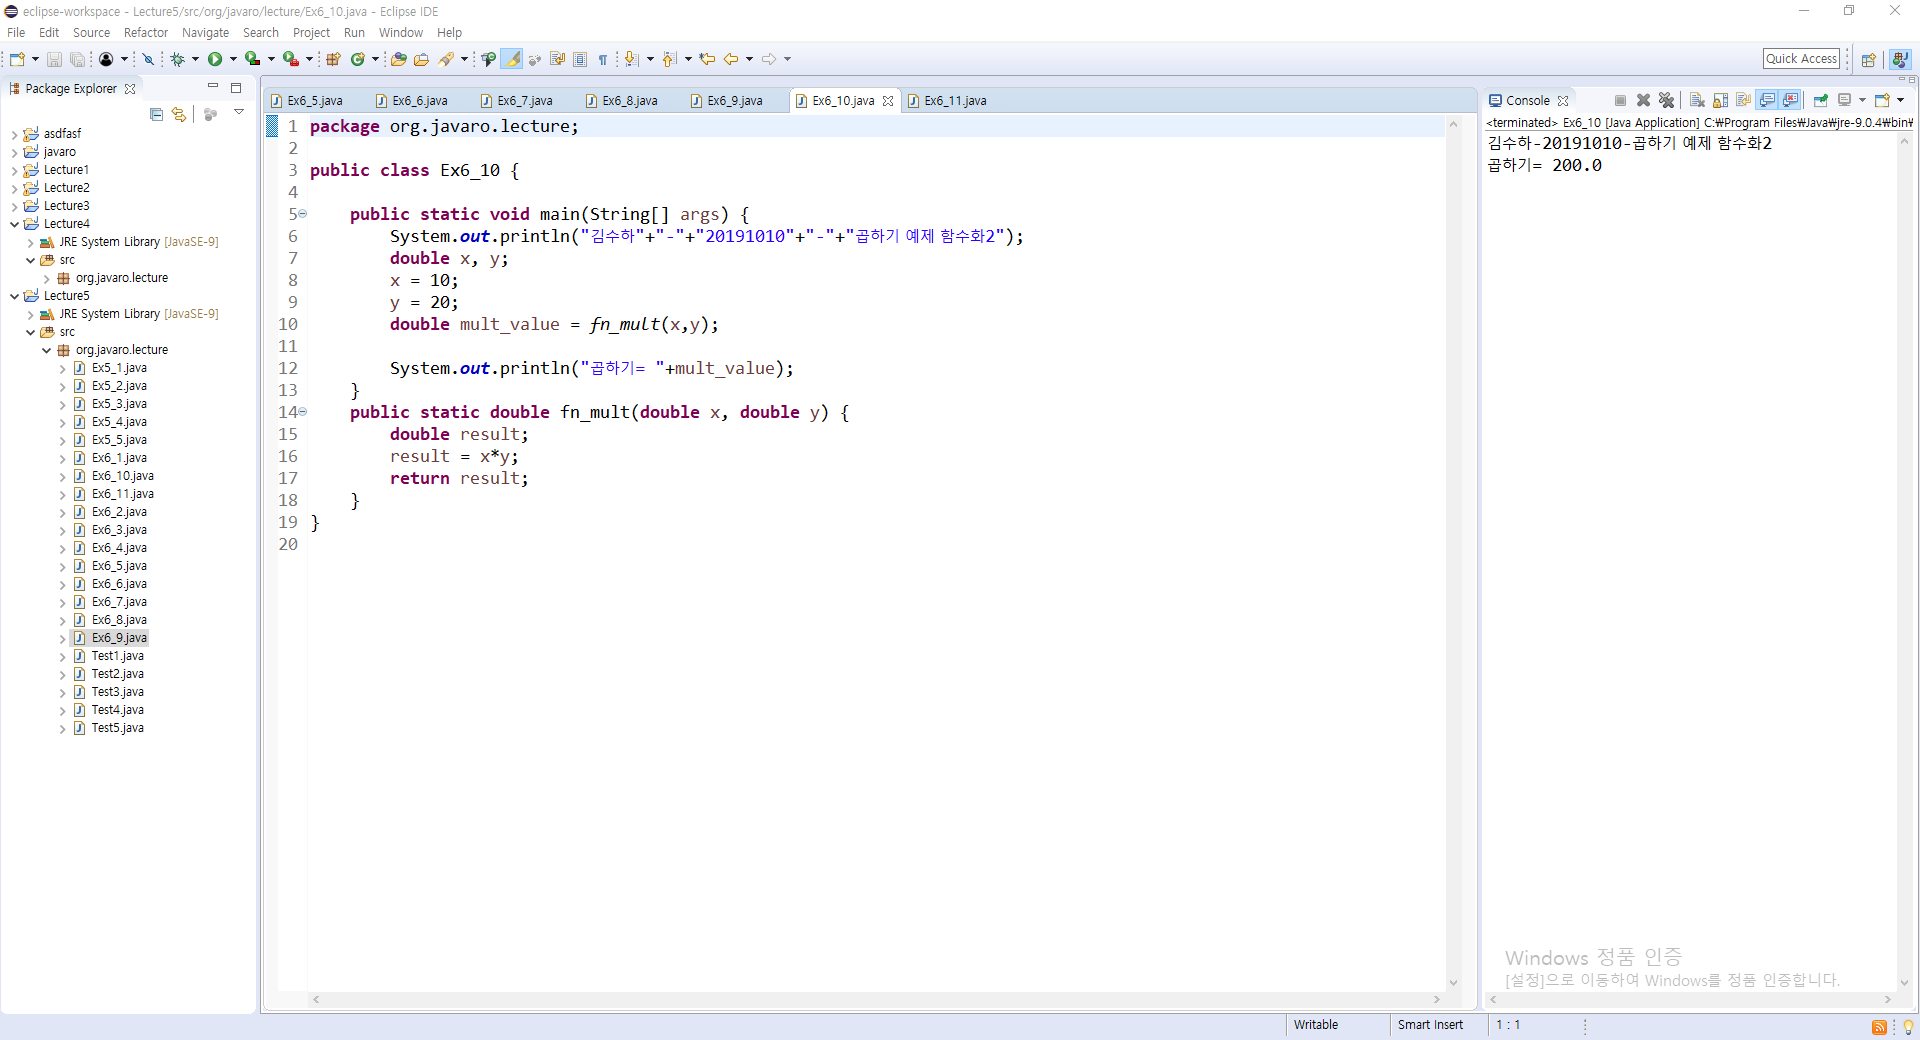 eclipse-workspace - Lecture5/src/org/javaro/lecture/Ex6_10.java - Eclipse IDE
File Edit Source Refactor Navigate Search Project Run Window Help
Quick Access
Package Explorer
asdfasf
javaro
Lecture1
Lecture2
Lecture3
Lecture4
JRE System Library [JavaSE-9]
src
org.javaro.lecture
Lecture5
JRE System Library [JavaSE-9]
src
org.javaro.lecture
Ex5_1.java
Ex5_2.java
Ex5_3.java
Ex5_4.java
Ex5_5.java
Ex6_1.java
Ex6_10.java
Ex6_11.java
Ex6_2.java
Ex6_3.java
Ex6_4.java
Ex6_5.java
Ex6_6.java
Ex6_7.java
Ex6_8.java
Ex6_9.java
Test1.java
Test2.java
Test3.java
Test4.java
Test5.java
Ex6_5.java Ex6_6.java Ex6_7.java Ex6_8.java Ex6_9.java Ex6_10.java Ex6_11.java
1 package org.javaro.lecture;
2
3 public class Ex6_10 {
4
5 public static void main(String[] args) {
6 System.out.println("김수하"+"-"+"20191010"+"-"+"곱하기 예제 함수화2");
7 double x, y;
8 x = 10;
9 y = 20;
10 double mult_value = fn_mult(x,y);
11
12 System.out.println("곱하기= "+mult_value);
13 }
14 public static double fn_mult(double x, double y) {
15 double result;
16 result = x*y;
17 return result;
18 }
19 }
20
Console
<terminated> Ex6_10 [Java Application] C:₩Program Files₩Java₩jre-9.0.4₩bin₩
김수하-20191010-곱하기 예제 함수화2
곱하기= 200.0
Windows 정품 인증
[설정]으로 이동하여 Windows를 정품 인증합니다.
Writable Smart Insert 1 : 1